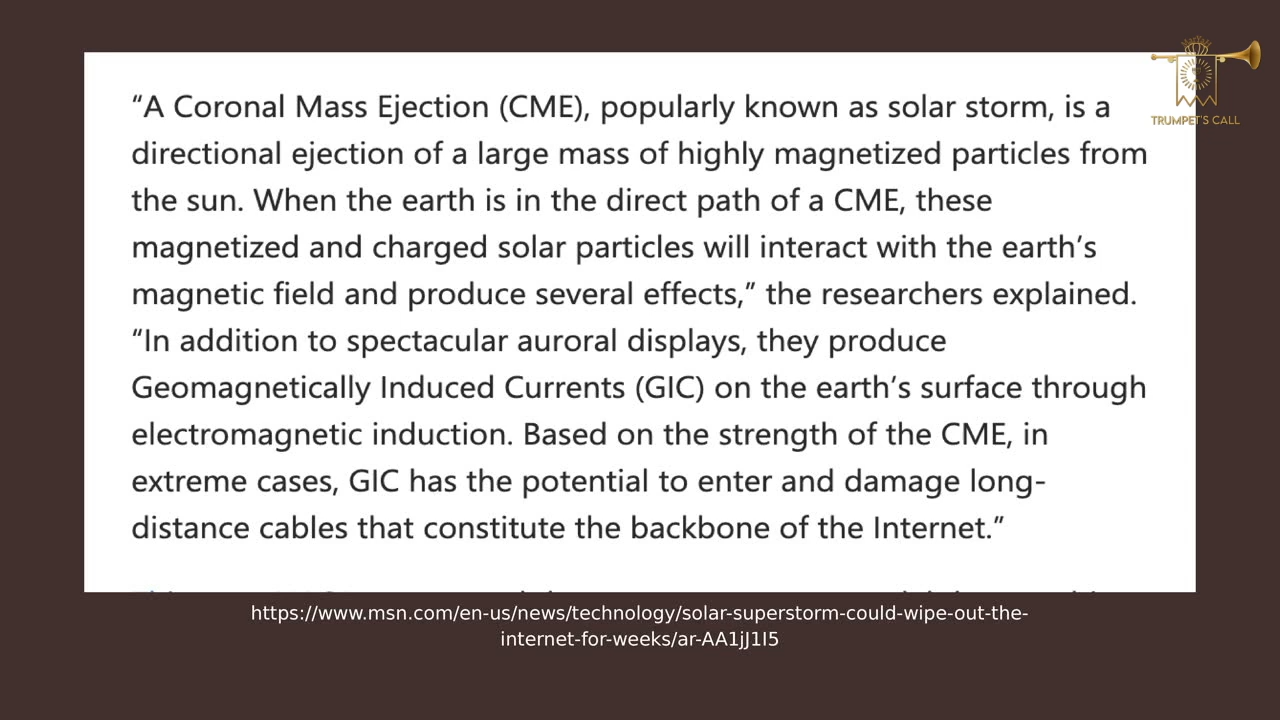 “A Coronal Mass Ejection (CME), popularly known as solar storm, is a
directional ejection of a large mass of highly magnetized particles from
the sun. When the earth is in the direct path of a CME, these
magnetized and charged solar particles will interact with the earth’s
magnetic field and produce several effects,” the researchers explained.
“In addition to spectacular auroral displays, they produce
Geomagnetically Induced Currents (GIC) on the earth’s surface through
electromagnetic induction. Based on the strength of the CME, in
extreme cases, GIC has the potential to enter and damage long-
distance cables that constitute the backbone of the Internet.”
https://www.msn.com/en-us/news/technology/solar-superstorm-could-wipe-out-the-
internet-for-weeks/ar-AA1jJ1I5
TRUMPET'S CALL